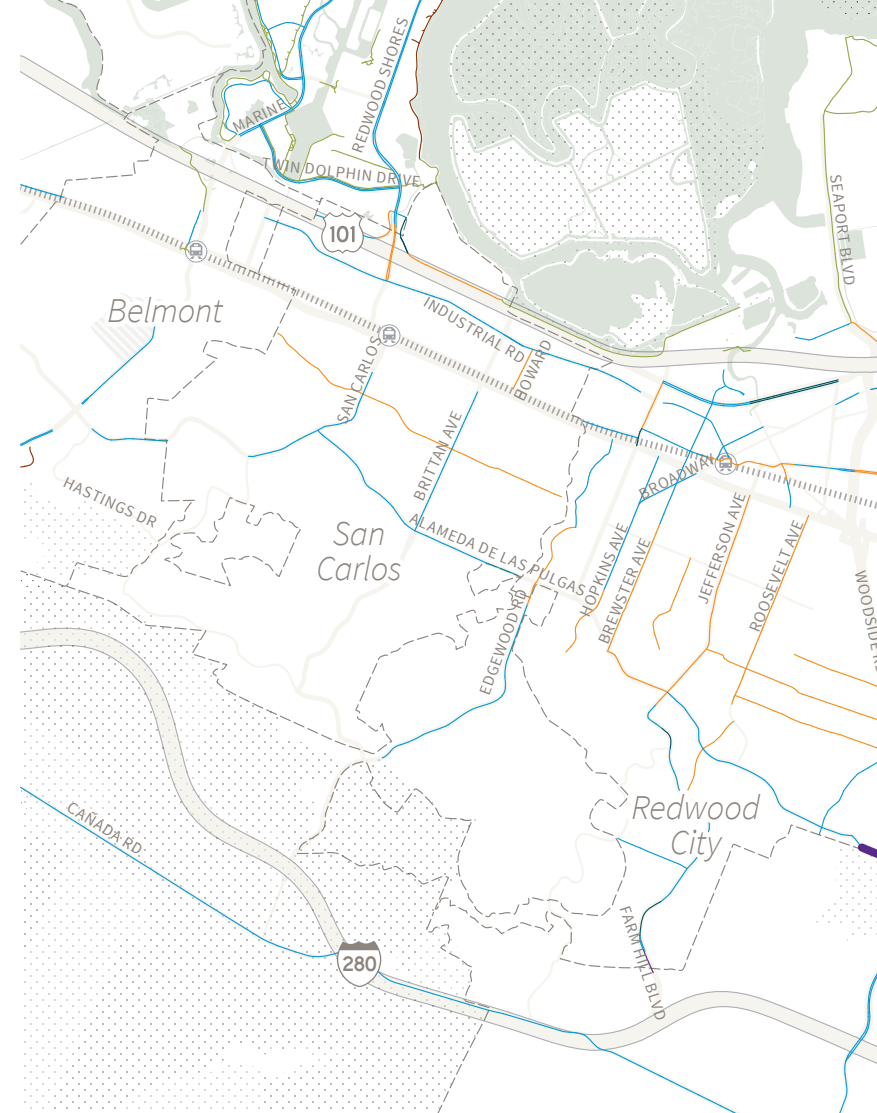 REDWOOD SHORES
MARINE
TWIN DOLPHIN DRIVE
SEAPORT BLVD
101
Belmont
INDUSTRIAL RD
HOWARD
SAN CARLOS
BRITTAN AVE
BROADWAY
HASTINGS DR
San
Carlos
ALAMEDA DE LAS PULGAS
HOPKINS AVE
BREWSTER AVE
JEFFERSON AVE
ROOSEVELT AVE
WOODSIDE R
EDGEWOOD RD
CAÑADA RD
Redwood
City
FARM HILL BLVD
280